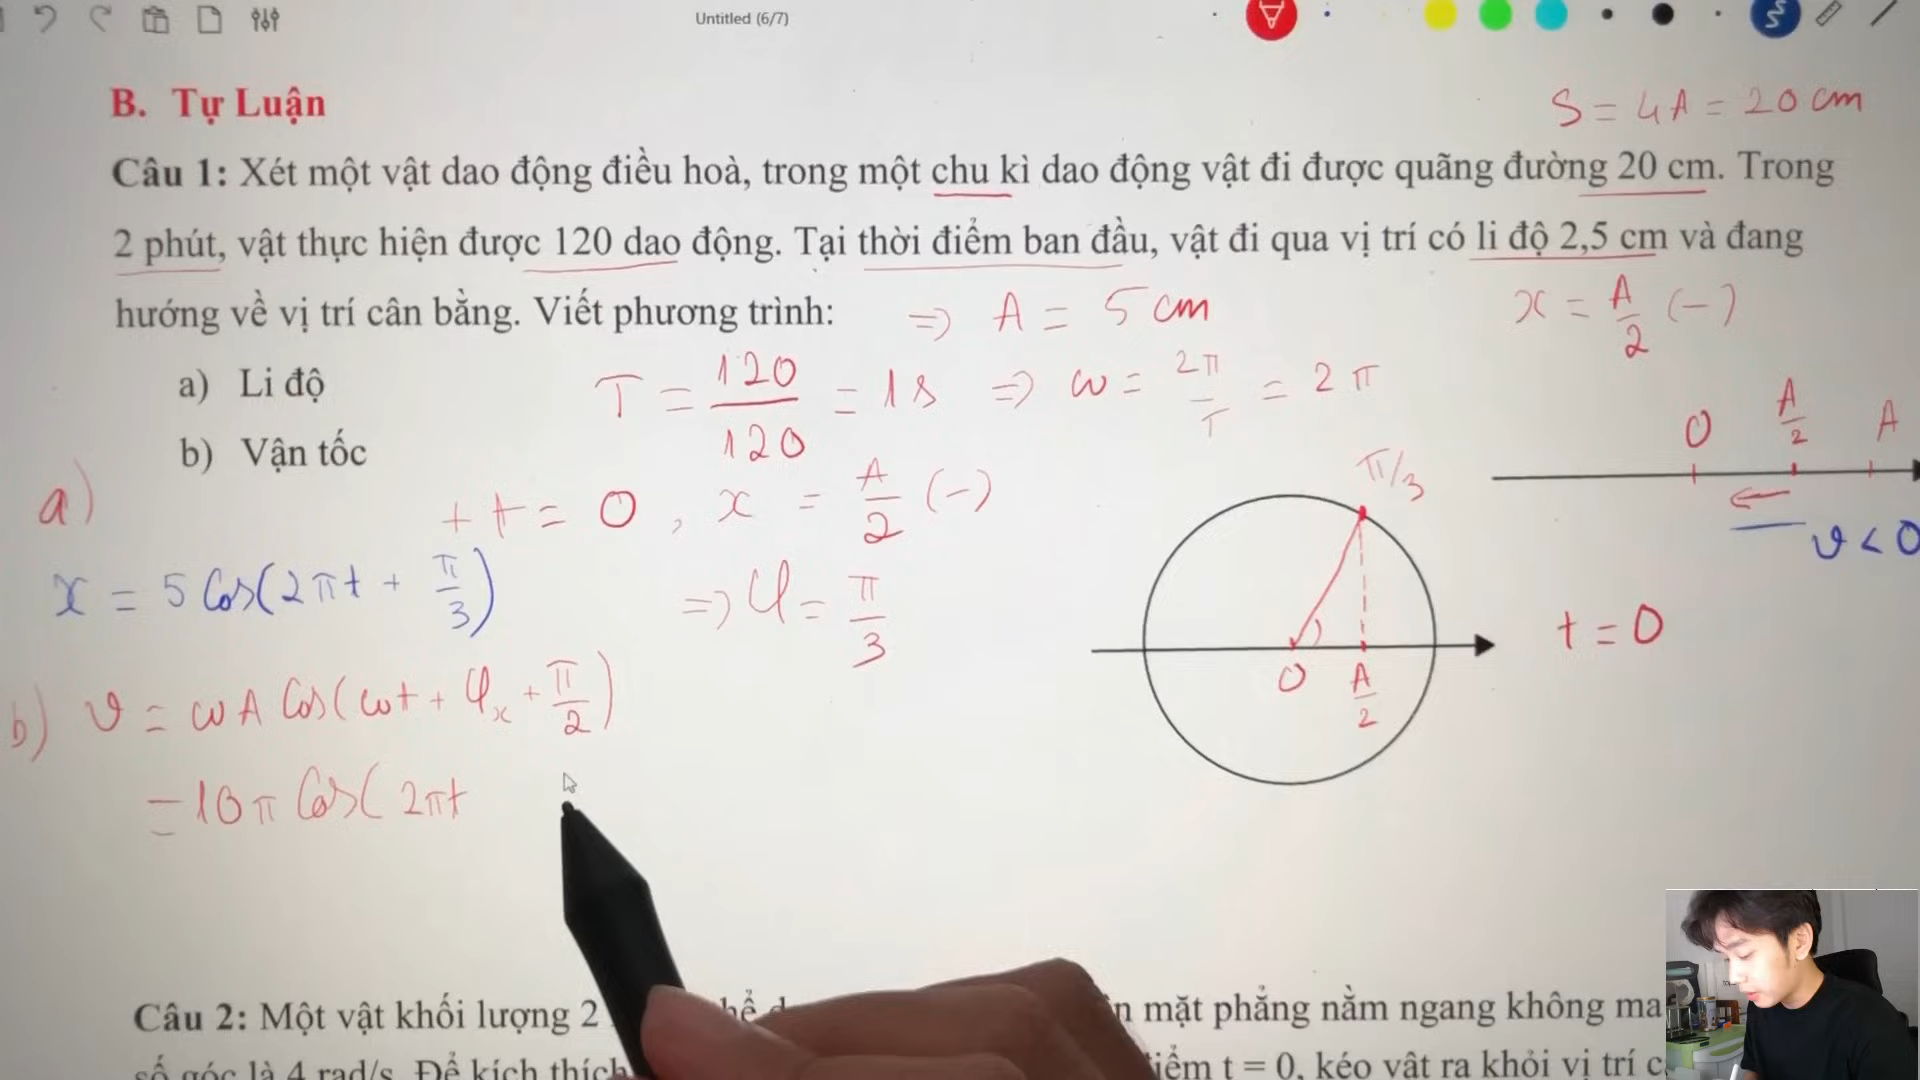 Untitled (6/7)
B. Tự Luận
S = 4A = 20 cm
Câu 1: Xét một vật dao động điều hoà, trong một chu kì dao động vật đi được quãng đường 20 cm. Trong
2 phút, vật thực hiện được 120 dao động. Tại thời điểm ban đầu, vật đi qua vị trí có li độ 2,5 cm và đang
hướng về vị trí cân bằng. Viết phương trình:
=> A = 5 cm
x = A/2 (-)
a) Li độ
T = 120/120 = 1s => ω = 2π/T = 2π
b) Vận tốc
O A/2 A
a)
+ t = 0, x = A/2 (-)
π/3
v < 0
x = 5 Cos(2πt + π/3)
=> φ = π/3
t = 0
O A/2
b) v = ωA Cos(ωt + φx + π/2)
= 10π Cos( 2πt
Câu 2: Một vật khối lượng 2 mặt phẳng nằm ngang không ma
số góc là 4 rad/s. Để kích thích t = 0, kéo vật ra khỏi vị trí